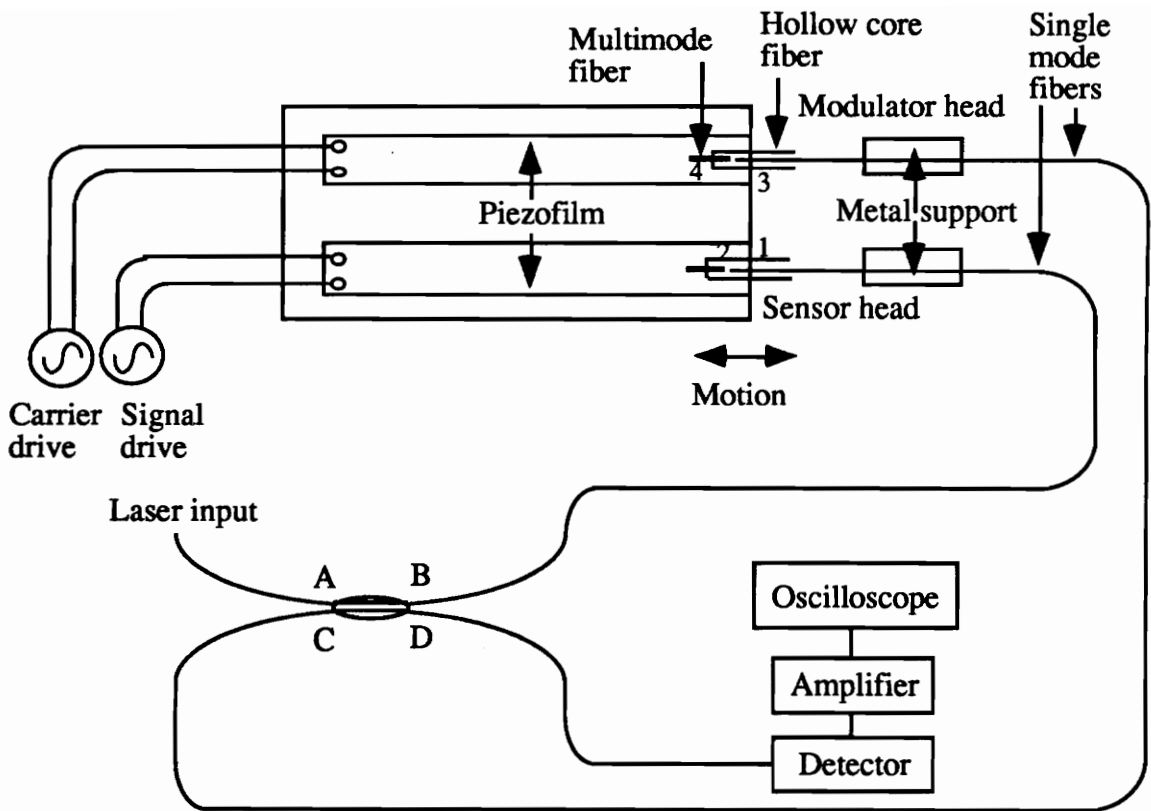 Multimode
fiber
Hollow core
fiber
Single
mode
fibers
Modulator head
4
3
Piezofilm
Metal support
2
1
Sensor head
Motion
Carrier
drive
Signal
drive
Laser input
A
B
C
D
Oscilloscope
Amplifier
Detector